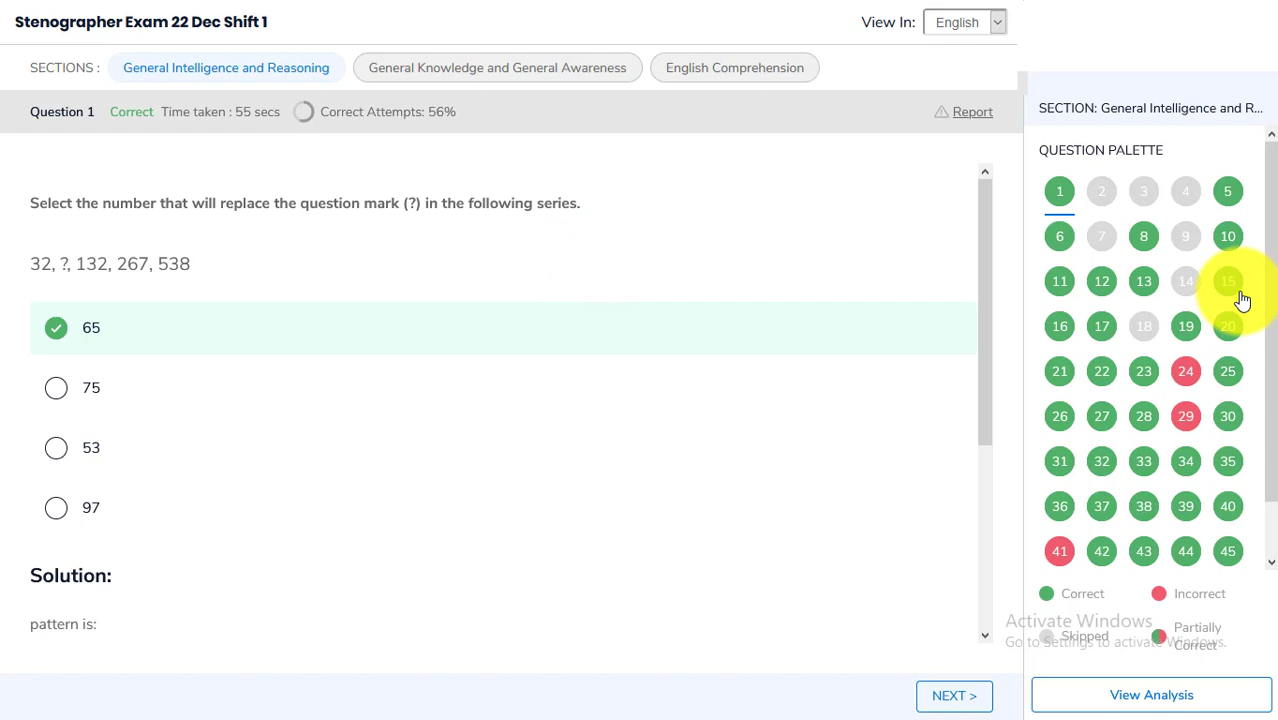 Stenographer Exam 22 Dec Shift 1
View In: English
SECTIONS : General Intelligence and Reasoning General Knowledge and General Awareness English Comprehension
Question 1 Correct Time taken : 55 secs Correct Attempts: 56% Report
Select the number that will replace the question mark (?) in the following series.
32, ?, 132, 267, 538
65
75
53
97
Solution:
pattern is:
NEXT >
SECTION: General Intelligence and R...
QUESTION PALETTE
1 2 3 4 5
6 7 8 9 10
11 12 13 14 15
16 17 18 19 20
21 22 23 24 25
26 27 28 29 30
31 32 33 34 35
36 37 38 39 40
41 42 43 44 45
Correct Incorrect
Skipped Partially Correct
Activate Windows
Go to Settings to activate Windows.
View Analysis